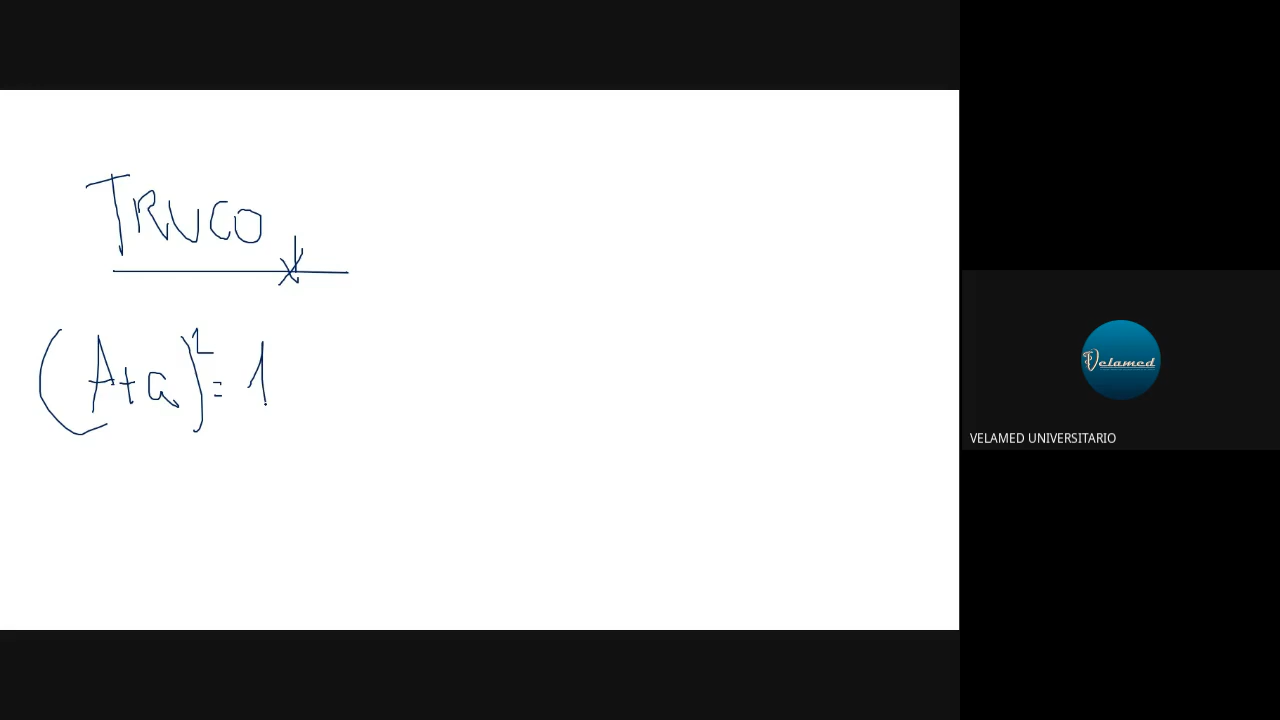 TRUCO
(A+a)² = 1
Velamed
VELAMED UNIVERSITARIO